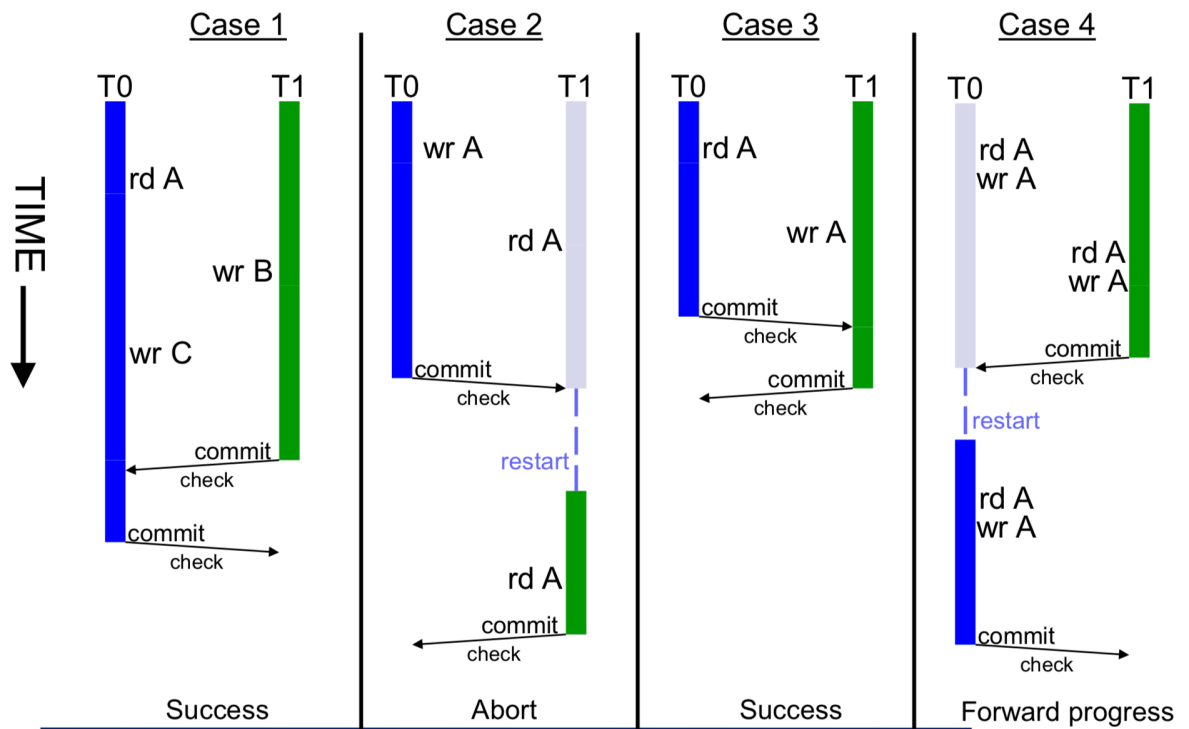 Case 1
T0
T1
rd A
wr B
wr C
commit
check
commit
check
Success
Case 2
T0
T1
wr A
rd A
commit
check
restart
rd A
commit
check
Abort
Case 3
T0
T1
rd A
wr A
commit
check
commit
check
Success
Case 4
T0
T1
rd A
wr A
rd A
wr A
commit
check
restart
rd A
wr A
commit
check
Forward progress
TIME